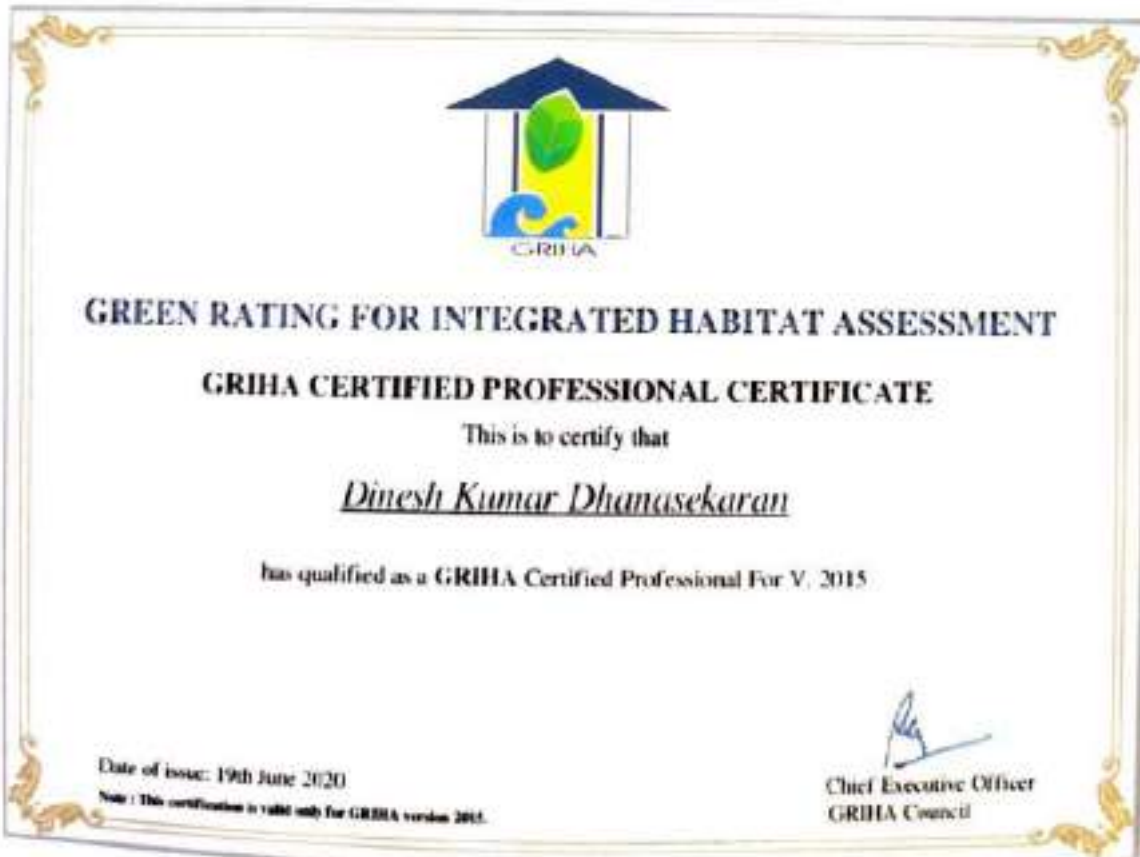 GRIHA
GREEN RATING FOR INTEGRATED HABITAT ASSESSMENT
GRIHA CERTIFIED PROFESSIONAL CERTIFICATE
This is to certify that
Dinesh Kumar Dhanasekaran
has qualified as a GRIHA Certified Professional For V. 2015
Date of issue: 19th June 2020
Note : This certification is valid only for GRIHA version 2015.
Chief Executive Officer
GRIHA Council